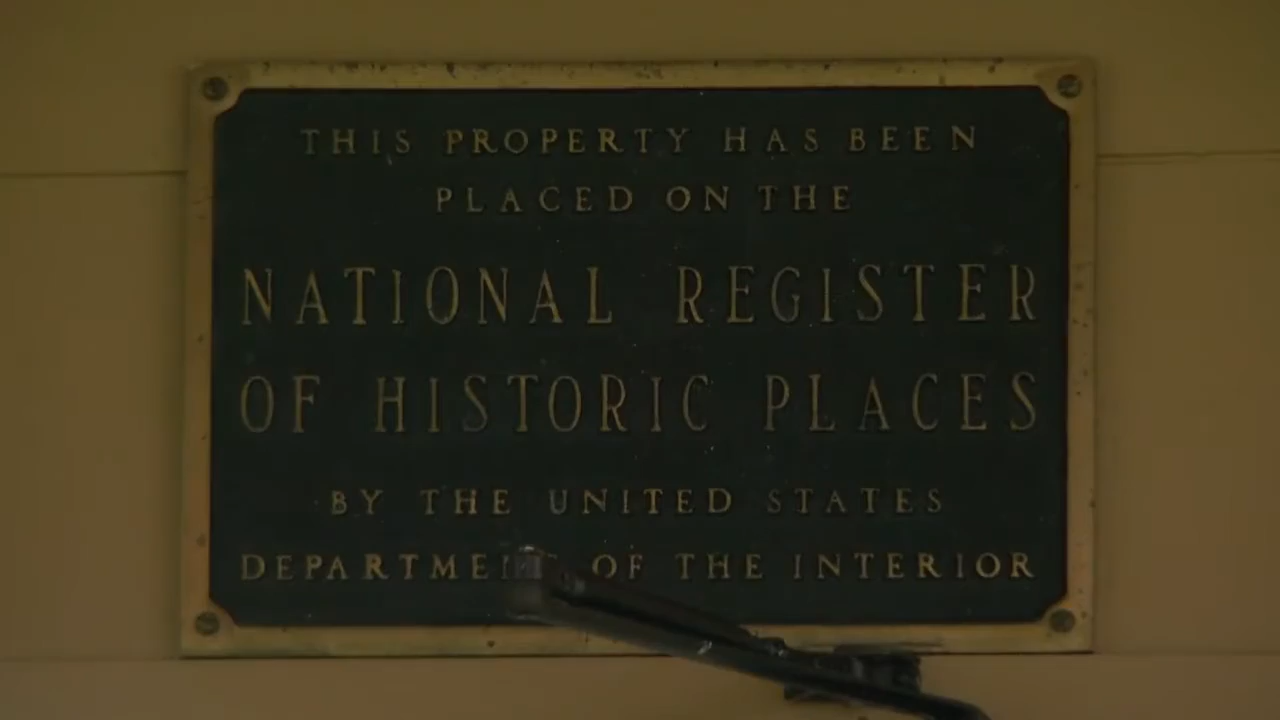 THIS PROPERTY HAS BEEN
PLACED ON THE
NATIONAL REGISTER
OF HISTORIC PLACES
BY THE UNITED STATES
DEPARTMENT OF THE INTERIOR